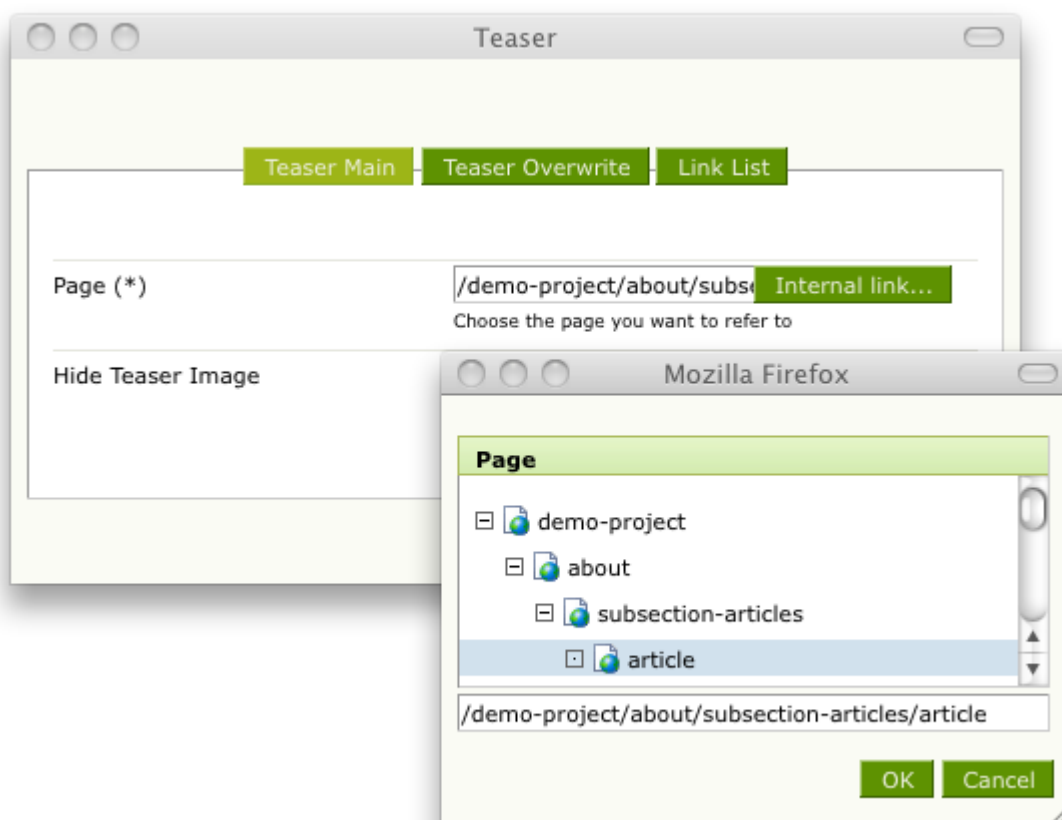 Teaser
Teaser Main Teaser Overwrite Link List
Page (*) /demo-project/about/subse Internal link...
Choose the page you want to refer to
Hide Teaser Image
Mozilla Firefox
Page
demo-project
about
subsection-articles
article
/demo-project/about/subsection-articles/article
OK Cancel